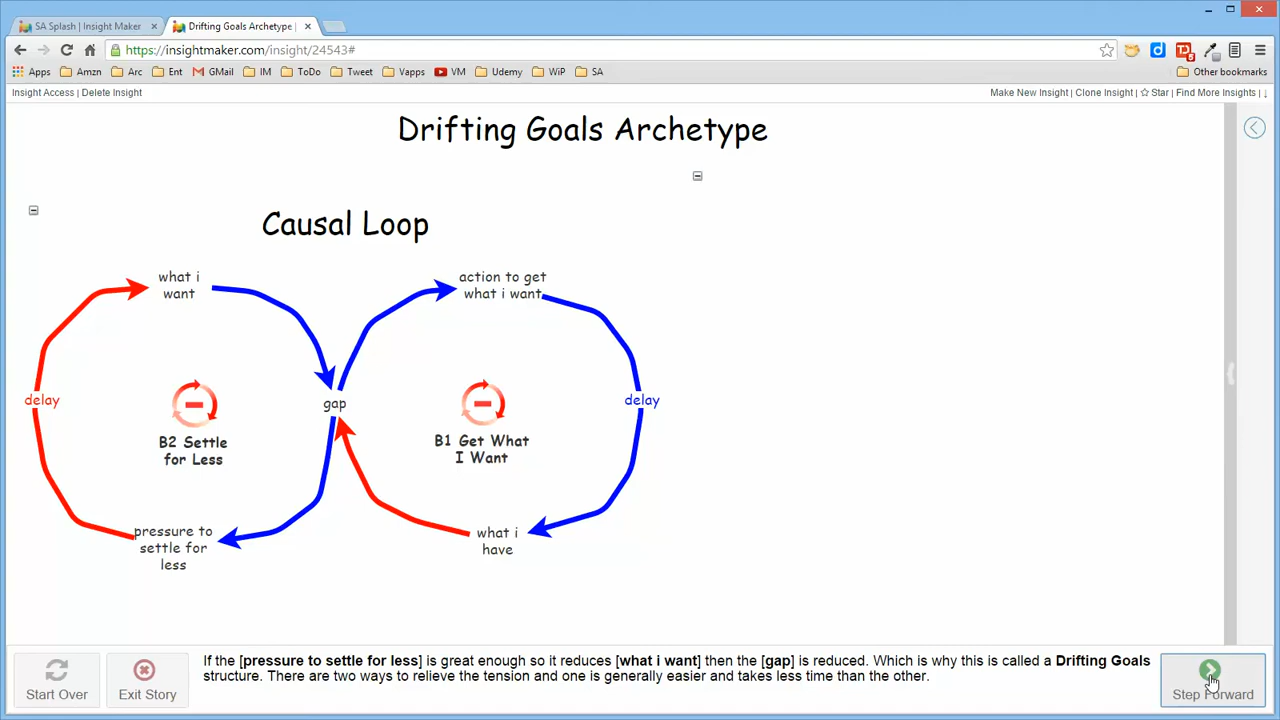 SA Splash | Insight Maker
Drifting Goals Archetype |
https://insightmaker.com/insight/24543#
Apps Amzn Arc Ent GMail IM ToDo Tweet Vapps VM Udemy WiP SA Other bookmarks
Insight Access | Delete Insight
Make New Insight | Clone Insight | Star | Find More Insights | ↓
Drifting Goals Archetype
Causal Loop
what i
want
action to get
what i want
delay
gap
delay
B2 Settle
for Less
B1 Get What
I Want
pressure to
settle for
less
what i
have
If the [pressure to settle for less] is great enough so it reduces [what i want] then the [gap] is reduced. Which is why this is called a Drifting Goals
structure. There are two ways to relieve the tension and one is generally easier and takes less time than the other.
Start Over
Exit Story
Step Forward